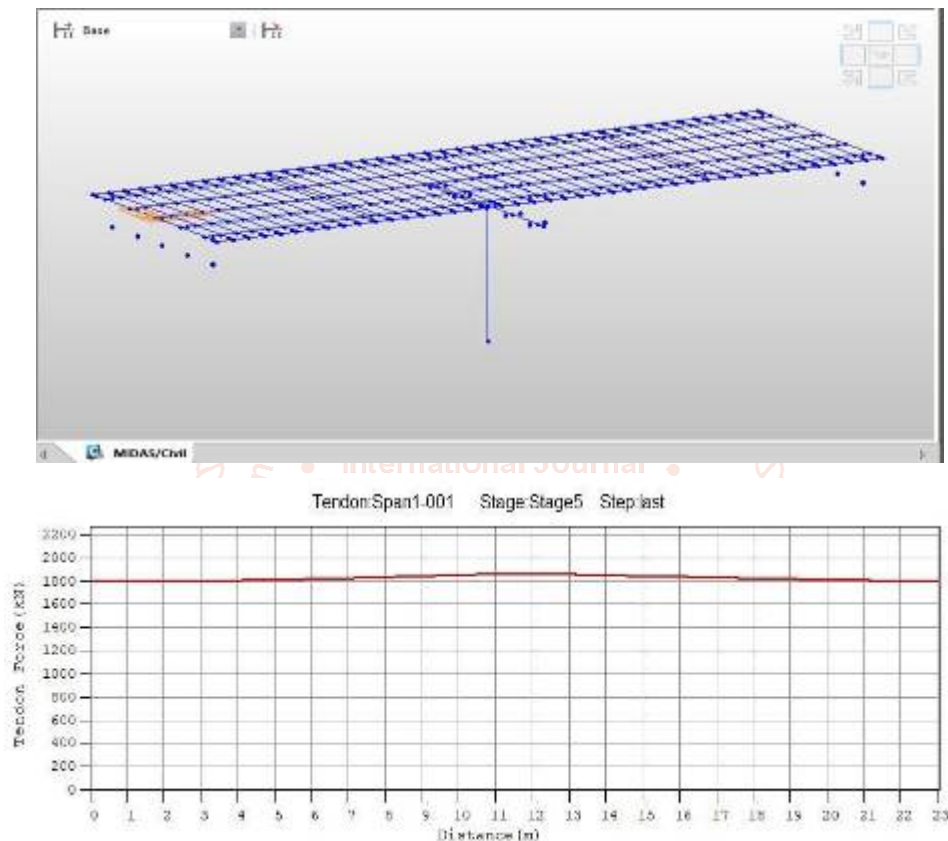 Base
MIDAS/Civil
International Journal
Tendon:Span1-001 Stage:Stage5 Step:last
2200
2000
1800
1600
1400
1200
1000
800
600
400
200
0
Tendon Force(kN)
0 1 2 3 4 5 6 7 8 9 10 11 12 13 14 15 16 17 18 19 20 21 22 23
Distance(m)